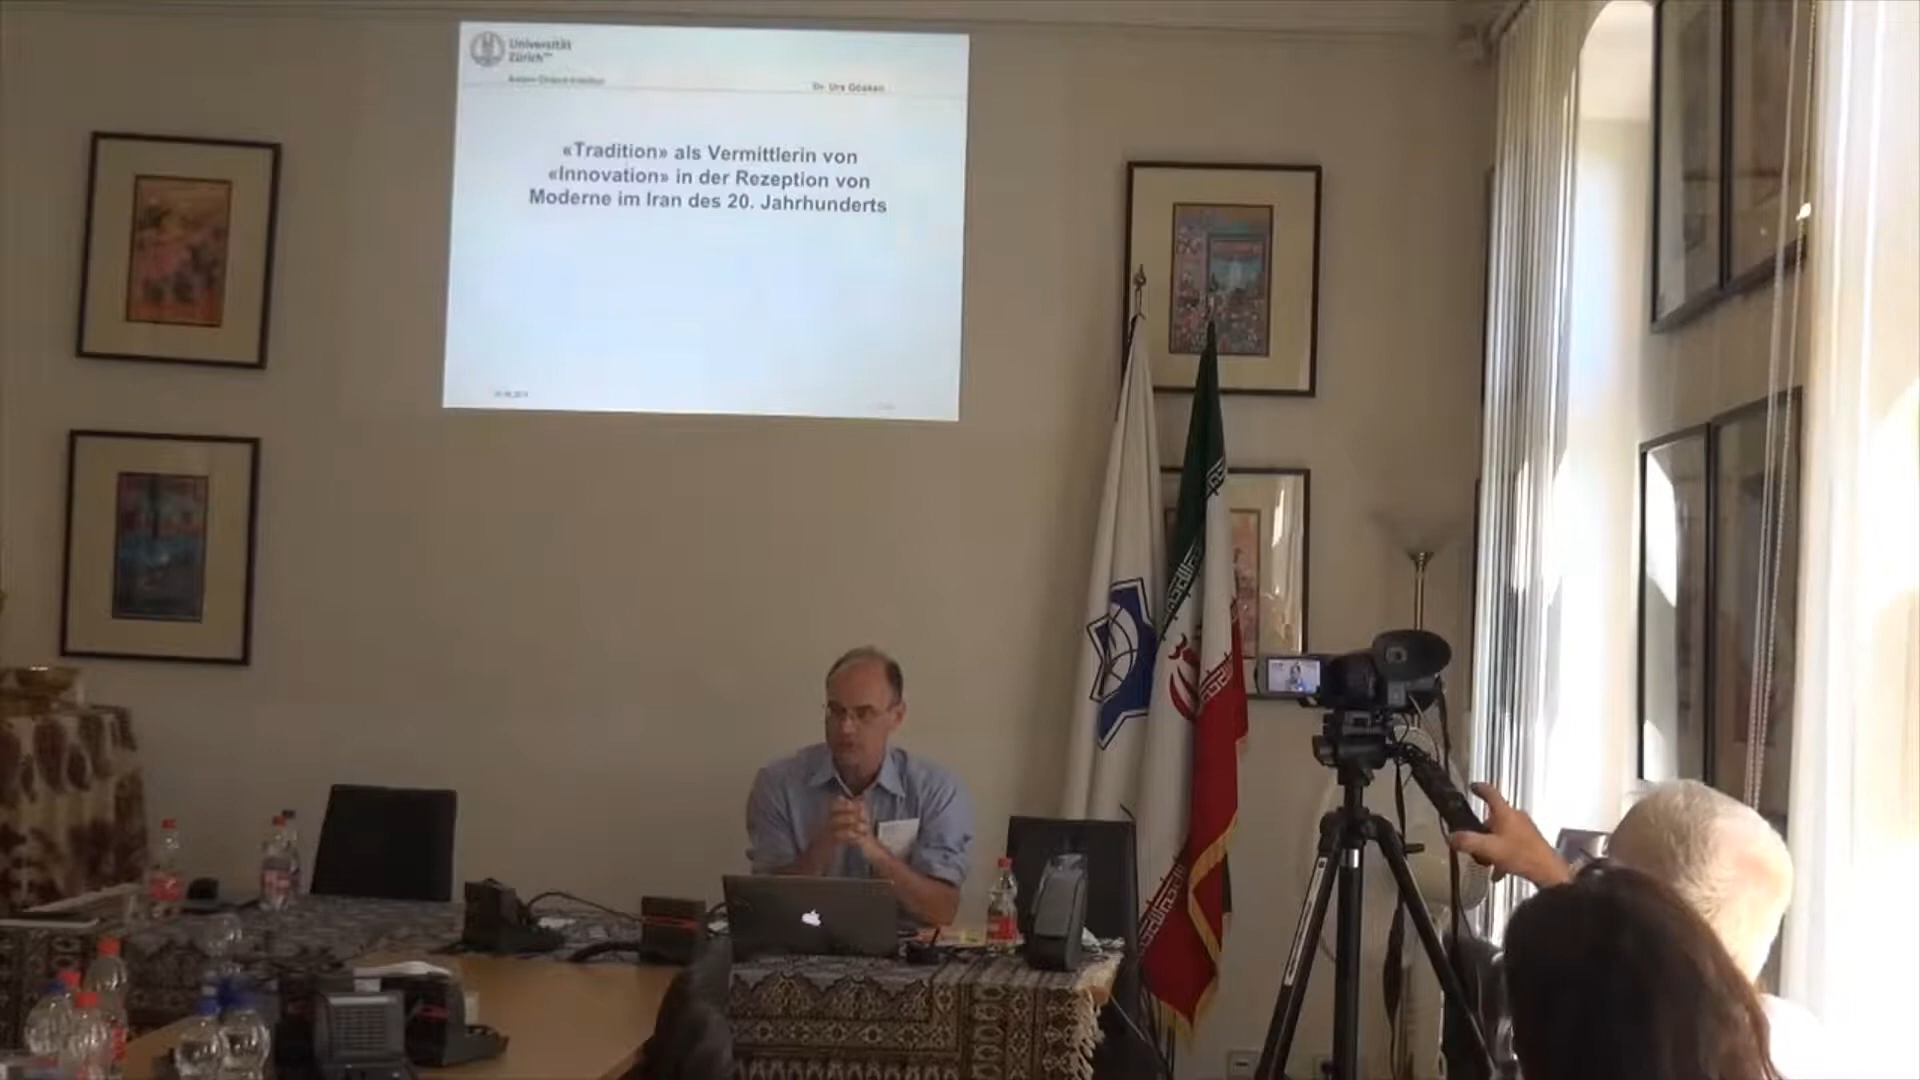 Universität
Zürich
Dr. Urs Gösken
«Tradition» als Vermittlerin von
«Innovation» in der Rezeption von
Moderne im Iran des 20. Jahrhunderts